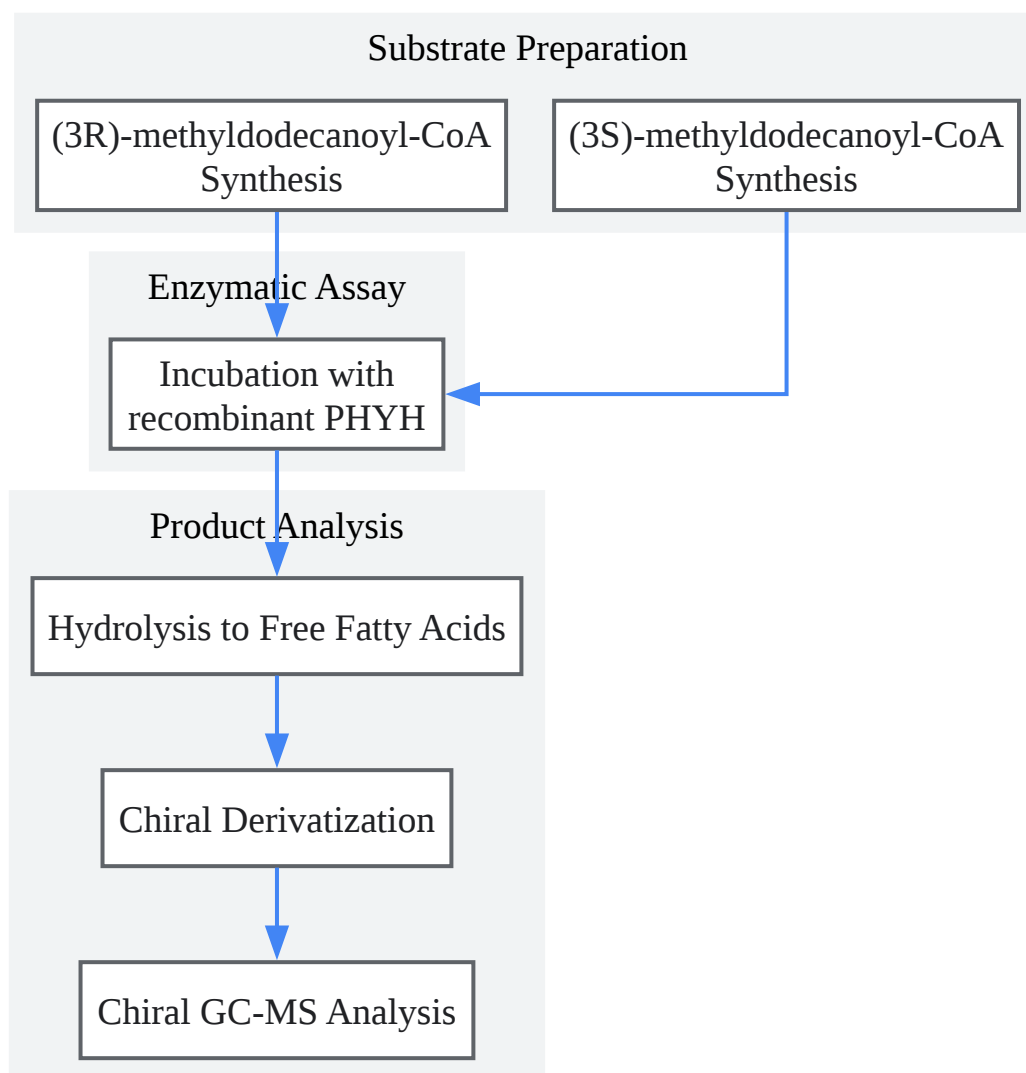 Substrate Preparation
(3R)-methyldodecanoyl-CoA
Synthesis
(3S)-methyldodecanoyl-CoA
Synthesis
Enzymatic Assay
Incubation with
recombinant PHYH
Product Analysis
Hydrolysis to Free Fatty Acids
Chiral Derivatization
Chiral GC-MS Analysis